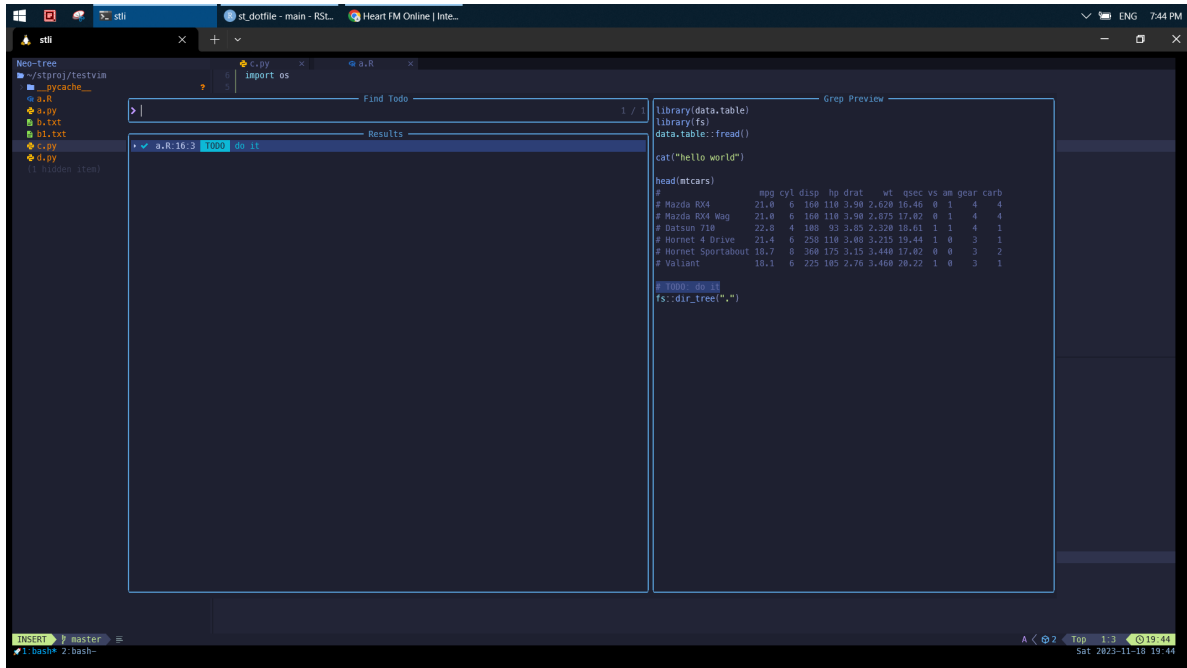 stli
st_dotfile - main - RSt...
Heart FM Online | Inte...
ENG 7:44 PM
stli
Neo-tree
~/stproj/testvim
__pycache__ ?
a.R
a.py
b.txt
b1.txt
c.py
d.py
(1 hidden item)
c.py
a.R
6 import os
5
Find Todo
> 1 / 1
Results
a.R:16:3 TODO do it
Grep Preview
library(data.table)
library(fs)
data.table::fread()
cat("hello world")
head(mtcars)
# mpg cyl disp hp drat wt qsec vs am gear carb
# Mazda RX4 21.0 6 160 110 3.90 2.620 16.46 0 1 4 4
# Mazda RX4 Wag 21.0 6 160 110 3.90 2.875 17.02 0 1 4 4
# Datsun 710 22.8 4 108 93 3.85 2.320 18.61 1 1 4 1
# Hornet 4 Drive 21.4 6 258 110 3.08 3.215 19.44 1 0 3 1
# Hornet Sportabout 18.7 8 360 175 3.15 3.440 17.02 0 0 3 2
# Valiant 18.1 6 225 105 2.76 3.460 20.22 1 0 3 1
# TODO: do it
fs::dir_tree(".")
INSERT master A 2 Top 1:3 19:44
1:bash* 2:bash- Sat 2023-11-18 19:44